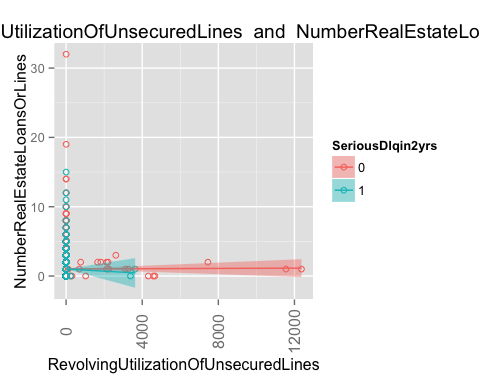 UtilizationOfUnsecuredLines and NumberRealEstateLo
NumberRealEstateLoansOrLines
30
20
10
0
0
4000
8000
12000
RevolvingUtilizationOfUnsecuredLines
SeriousDlqin2yrs
0
1